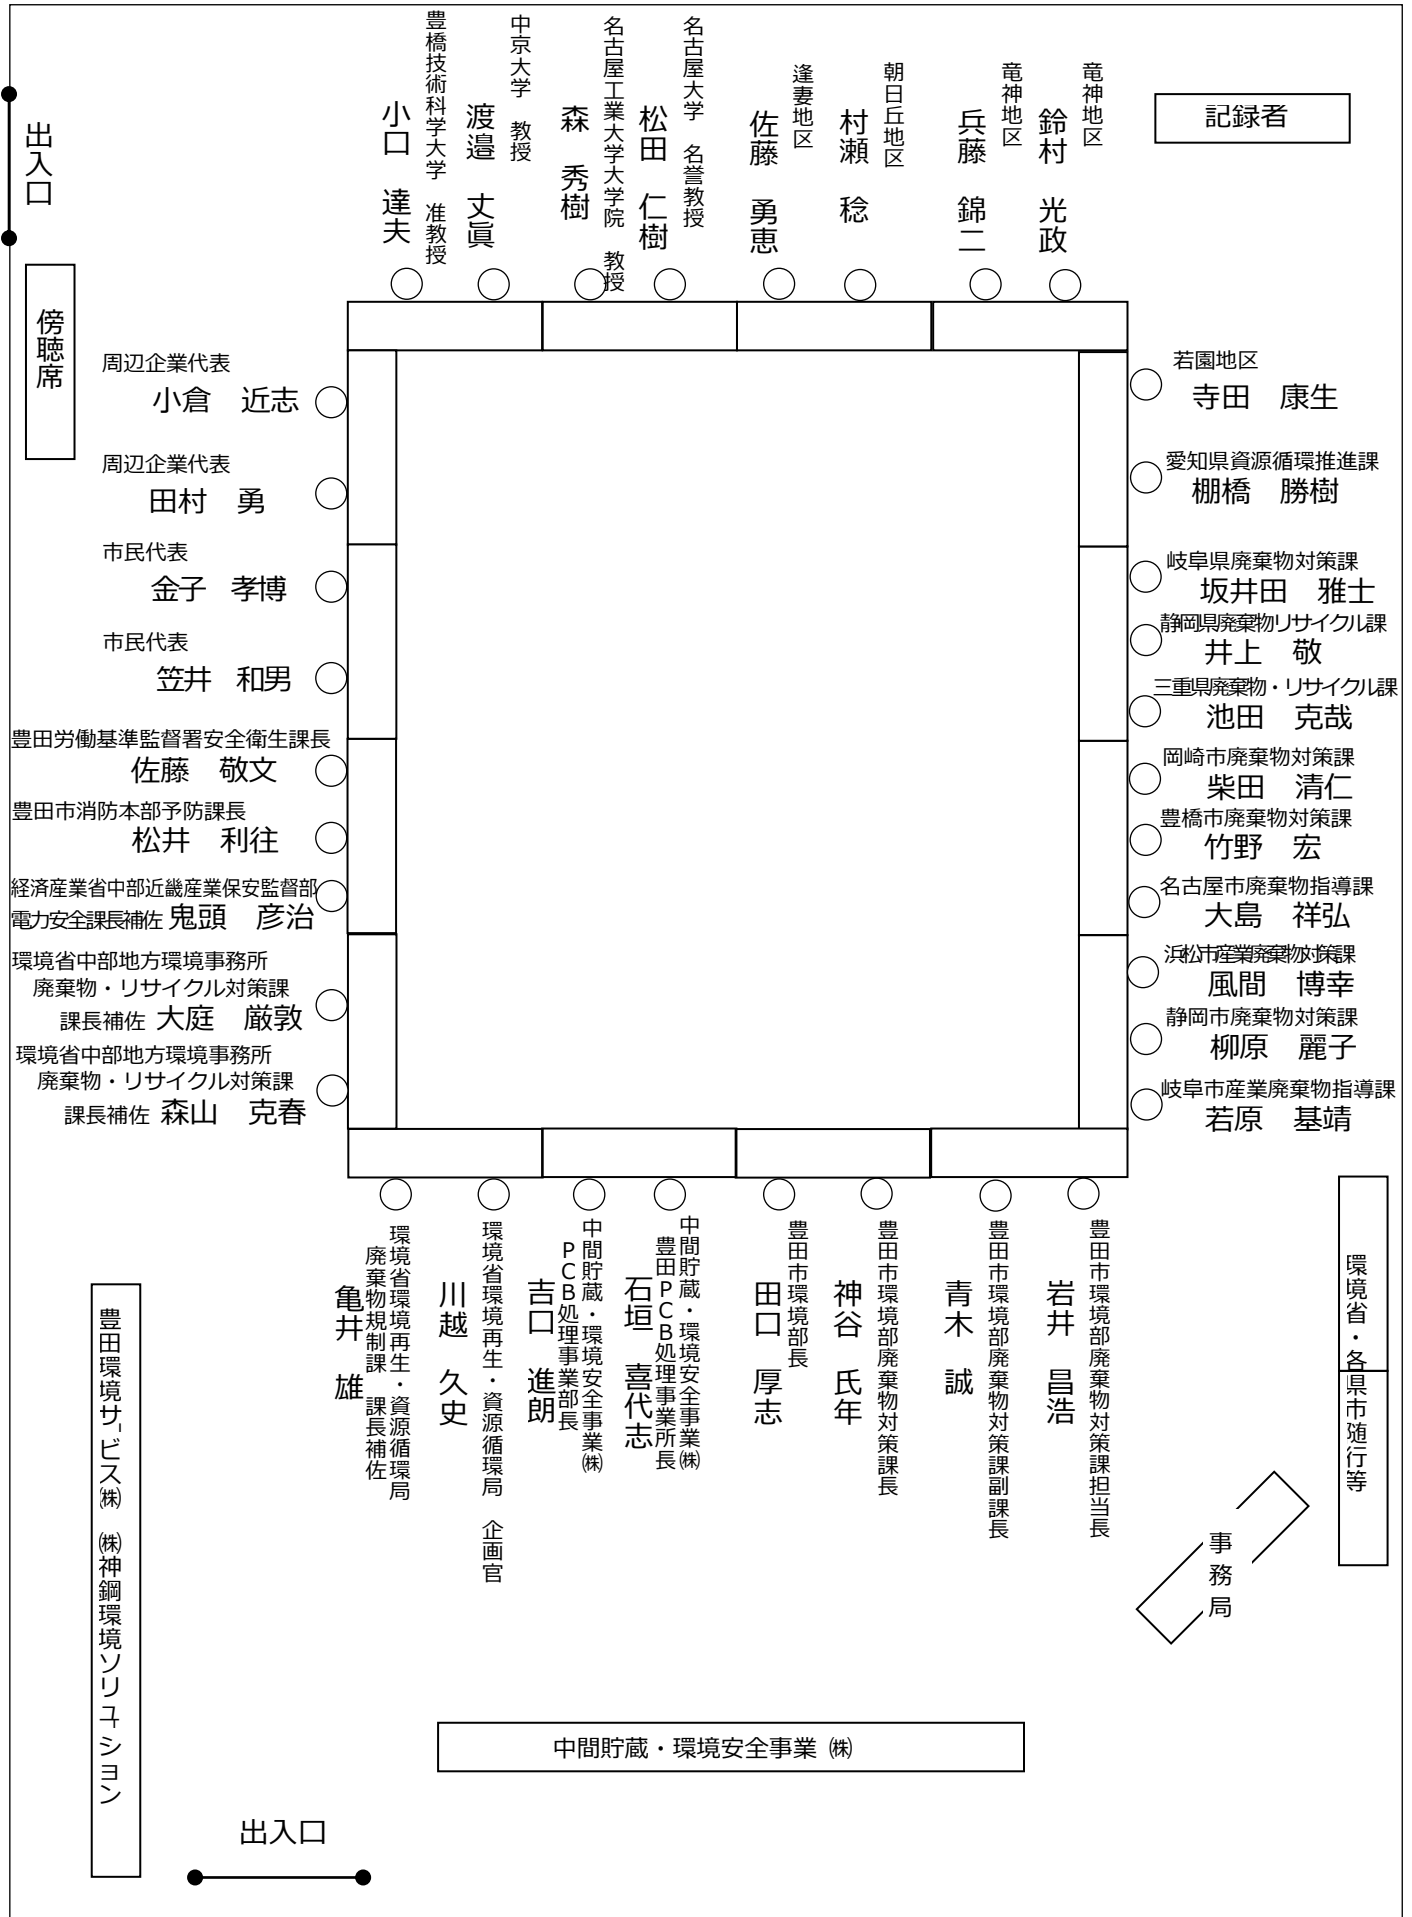 豊橋技術科学大学　准教授
小口　達夫
中京大学　教授
渡邉　丈眞
名古屋工業大学大学院　教授
森　秀樹
名古屋大学　名誉教授
松田　仁樹
逢妻地区
佐藤　勇恵
朝日丘地区
村瀬　稔
竜神地区
兵藤　錦二
竜神地区
鈴村　光政
記録者
出入口
傍聴席
周辺企業代表
小倉　近志
周辺企業代表
田村　勇
市民代表
金子　孝博
市民代表
笠井　和男
豊田労働基準監督署安全衛生課長
佐藤　敬文
豊田市消防本部予防課長
松井　利往
経済産業省中部近畿産業保安監督部
電力安全課長補佐 鬼頭　彦治
環境省中部地方環境事務所
廃棄物・リサイクル対策課
課長補佐 大庭　厳敦
環境省中部地方環境事務所
廃棄物・リサイクル対策課
課長補佐 森山　克春
若園地区
寺田　康生
愛知県資源循環推進課
棚橋　勝樹
岐阜県廃棄物対策課
坂井田　雅士
静岡県廃棄物リサイクル課
井上　敬
三重県廃棄物・リサイクル課
池田　克哉
岡崎市廃棄物対策課
柴田　清仁
豊橋市廃棄物対策課
竹野　宏
名古屋市廃棄物指導課
大島　祥弘
浜松市産業廃棄物対策課
風間　博幸
静岡市廃棄物対策課
柳原　麗子
岐阜市産業廃棄物指導課
若原　基靖
環境省環境再生・資源循環局
廃棄物規制課　課長補佐
亀井　雄
環境省環境再生・資源循環局　企画官
川越　久史
中間貯蔵・環境安全事業㈱
ＰＣＢ処理事業部長
吉口　進朗
中間貯蔵・環境安全事業㈱
豊田ＰＣＢ処理事業所長
石垣　喜代志
豊田市環境部長
田口　厚志
豊田市環境部廃棄物対策課長
神谷　氏年
豊田市環境部廃棄物対策課副課長
青木　誠
豊田市環境部廃棄物対策課担当長
岩井　昌浩
環境省・各県市随行等
事務局
豊田環境サービス㈱　㈱神鋼環境ソリューション
中間貯蔵・環境安全事業 ㈱
出入口